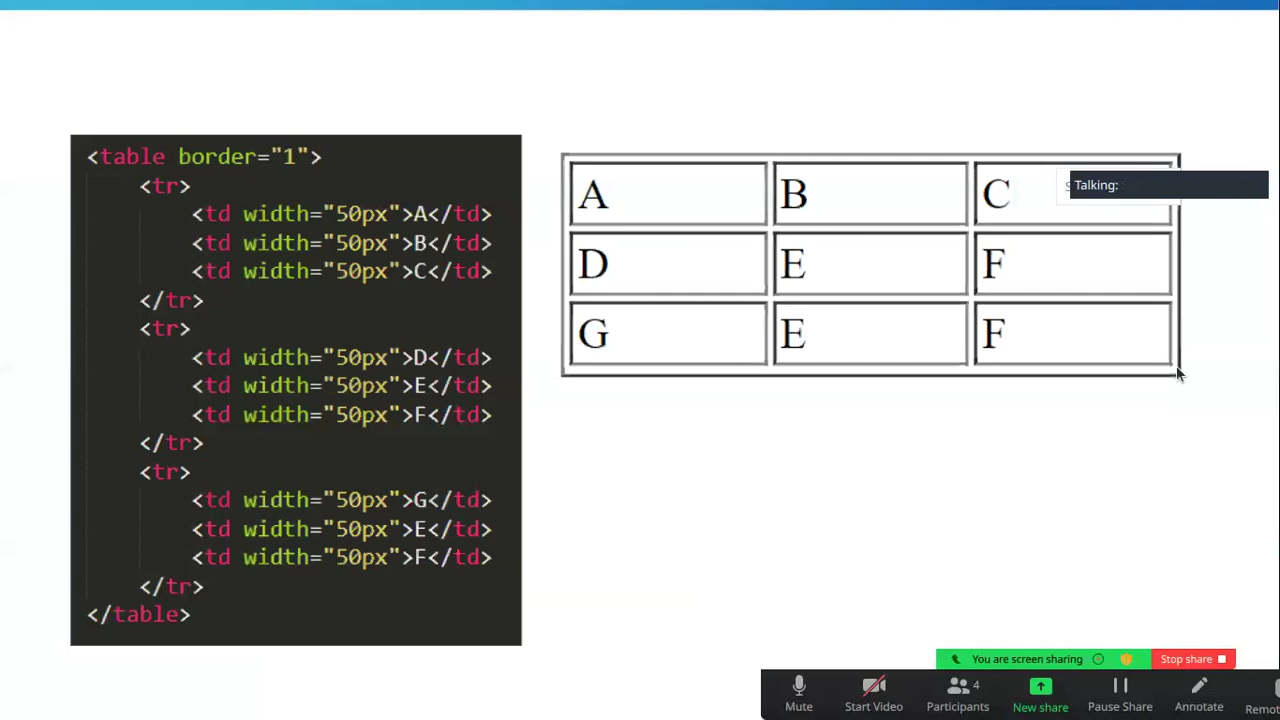 <table border="1">
<tr>
<td width="50px">A</td>
<td width="50px">B</td>
<td width="50px">C</td>
</tr>
<tr>
<td width="50px">D</td>
<td width="50px">E</td>
<td width="50px">F</td>
</tr>
<tr>
<td width="50px">G</td>
<td width="50px">E</td>
<td width="50px">F</td>
</tr>
</table>
A B C
D E F
G E F
Talking:
You are screen sharing Stop share
4
Mute Start Video Participants New share Pause Share Annotate